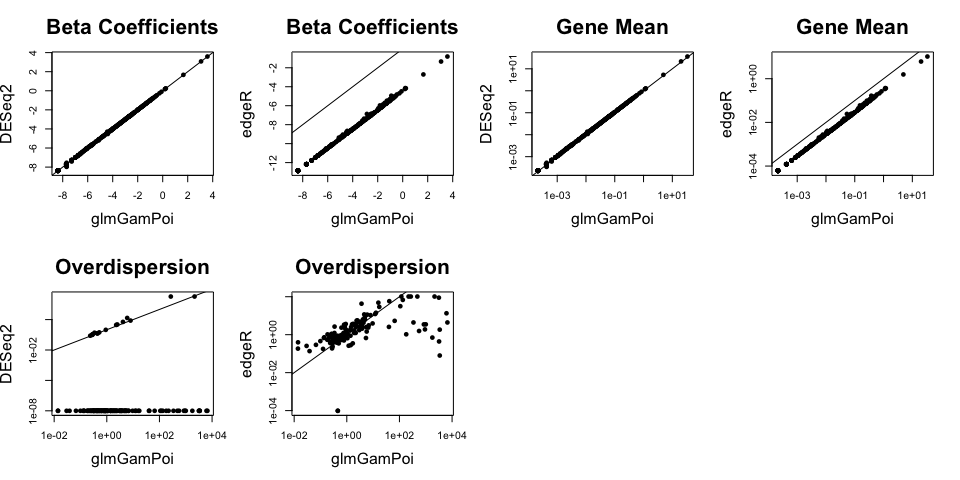 Beta Coefficients
DESeq2
4
2
0
-2
-4
-6
-8
-8 -6 -4 -2 0 2 4
glmGamPoi
Beta Coefficients
edgeR
-2
-4
-8
-12
-8 -6 -4 -2 0 2 4
glmGamPoi
Gene Mean
DESeq2
1e+01
1e-01
1e-03
1e-03 1e-01 1e+01
glmGamPoi
Gene Mean
edgeR
1e+00
1e-02
1e-04
1e-03 1e-01 1e+01
glmGamPoi
Overdispersion
DESeq2
1e-02
1e-08
1e-02 1e+00 1e+02 1e+04
glmGamPoi
Overdispersion
edgeR
1e+00
1e-02
1e-04
1e-02 1e+00 1e+02 1e+04
glmGamPoi